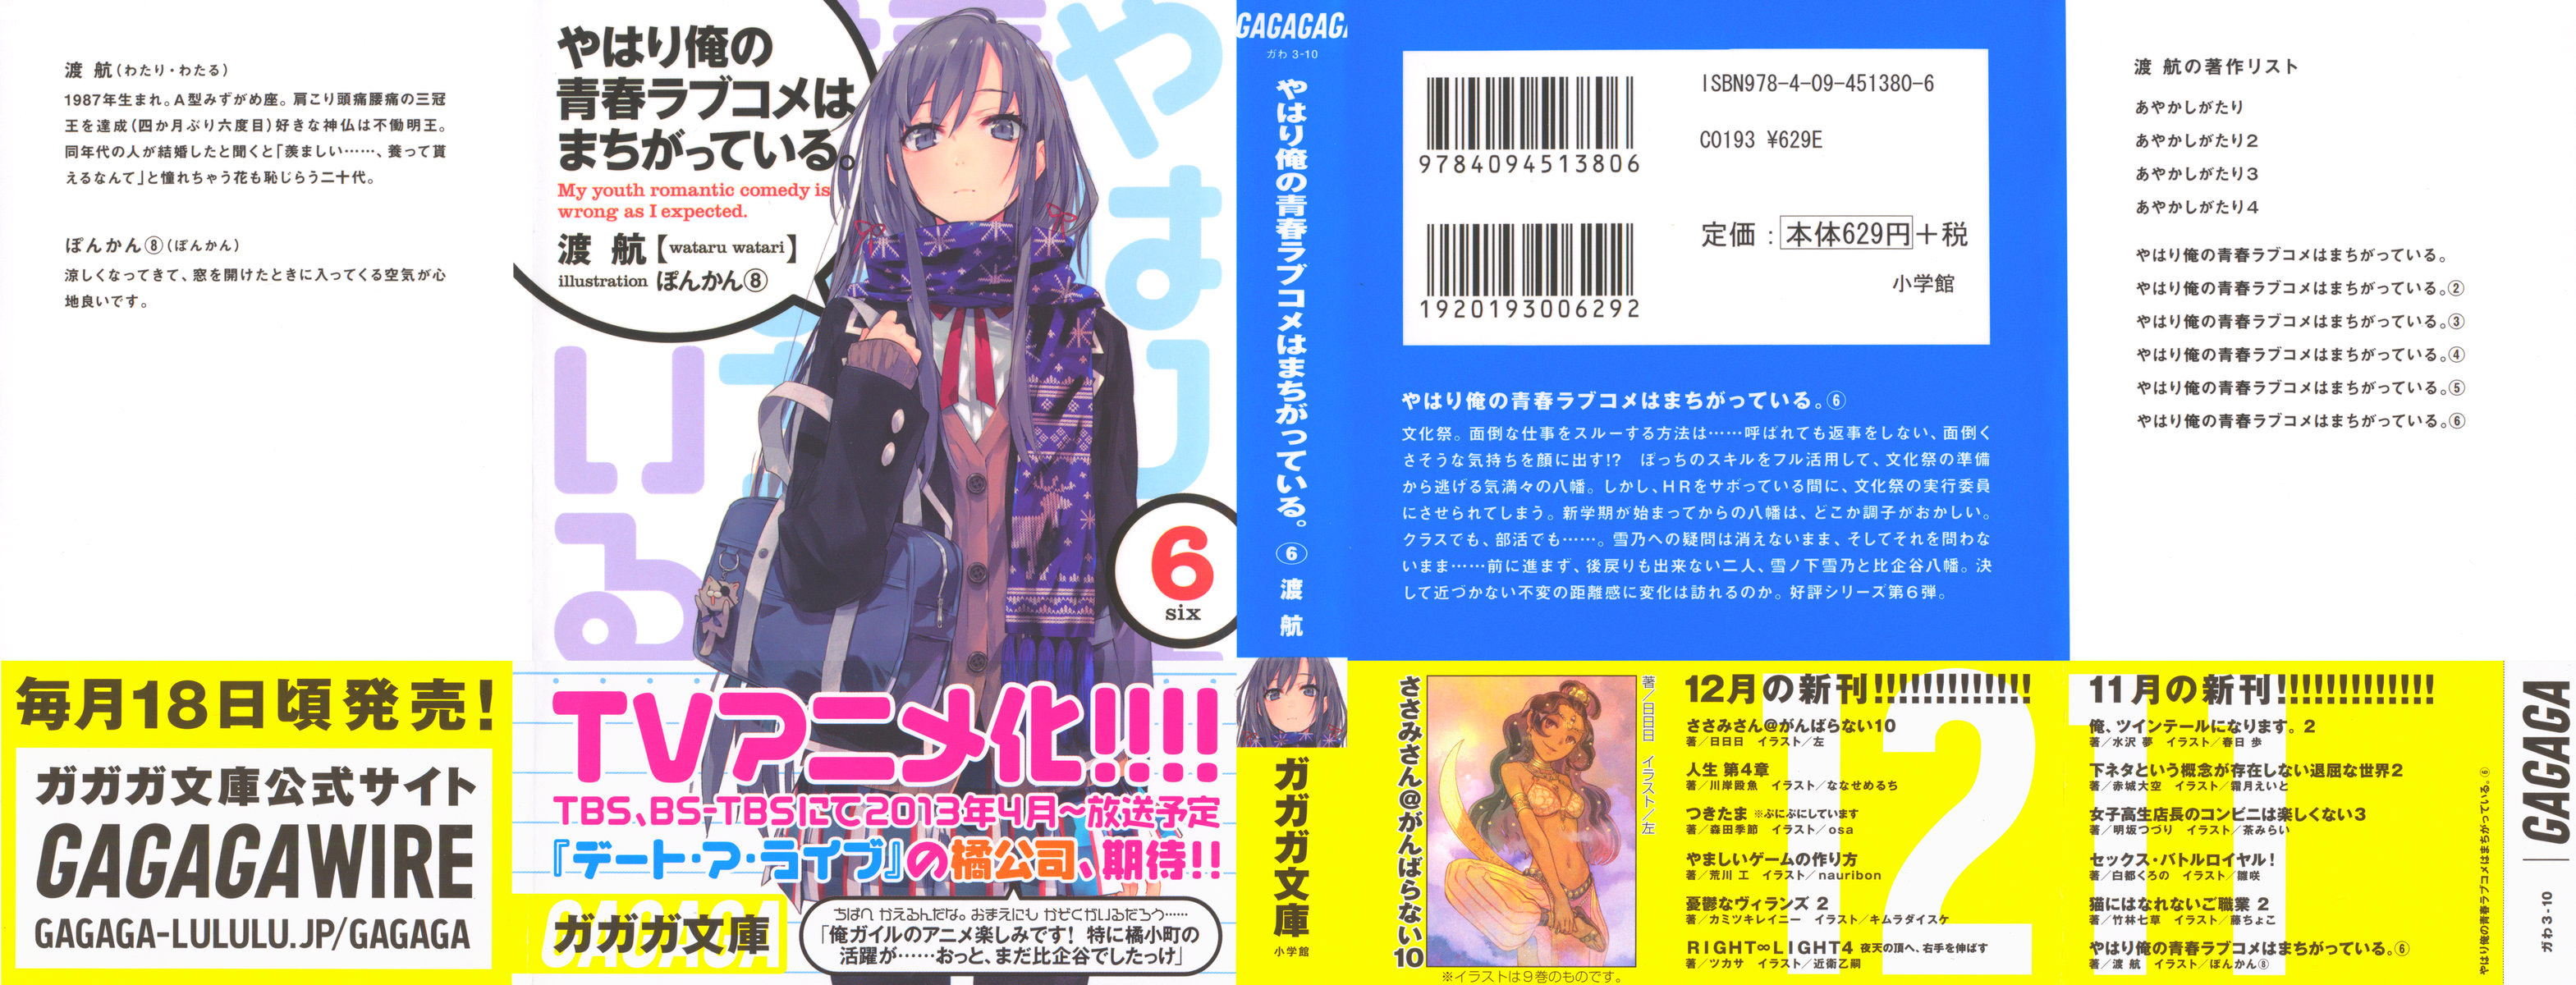 渡 航(わたり・わたる)
1987年生まれ。A型みずがめ座。肩こり頭痛腰痛の三冠
王を達成(四か月ぶり六度目)好きな神仏は不働明王。
同年代の人が結婚したと聞くと「羨ましい……、養って貰
えるなんて」と憧れちゃう花も恥じらう二十代。
ぽんかん⑧(ぽんかん)
涼しくなってきて、窓を開けたときに入ってくる空気が心
地良いです。
毎月18日頃発売!
ガガガ文庫公式サイト
GAGAGAWIRE
GAGAGA-LULULU.JP/GAGAGA
やはり俺の
青春ラブコメは
まちがっている。
My youth romantic comedy is
wrong as I expected.
渡 航【wataru watari】
illustration ぽんかん⑧
やはり
いる
6
six
TVアニメ化!!!!
TBS、BS-TBSにて2013年4月~放送予定
『デート・ア・ライブ』の橘公司、期待!!
ちばへ かえるんだな。おまえにも かぞくがいるだろう……
「俺ガイルのアニメ楽しみです! 特に橘小町の
活躍が……おっと、まだ比企谷でしたっけ」
GAGAGA
ガガガ文庫
GAGAGAGA
ガわ 3-10
やはり俺の青春ラブコメはまちがっている。
⑥
渡 航
ガガガ文庫
小学館
9784094513806
1920193006292
ISBN978-4-09-451380-6
C0193 ¥629E
定価:本体629円+税
小学館
やはり俺の青春ラブコメはまちがっている。⑥
文化祭。面倒な仕事をスルーする方法は……呼ばれても返事をしない、面倒く
さそうな気持ちを顔に出す!? ぼっちのスキルをフル活用して、文化祭の準備
から逃げる気満々の八幡。しかし、HRをサボっている間に、文化祭の実行委員
にさせられてしまう。新学期が始まってからの八幡は、どこか調子がおかしい。
クラスでも、部活でも……。雪乃への疑問は消えないまま、そしてそれを問わな
いまま……前に進まず、後戻りも出来ない二人、雪ノ下雪乃と比企谷八幡。決
して近づかない不変の距離感に変化は訪れるのか。好評シリーズ第6弾。
ささみさん@がんばらない10
著/日日日 イラスト/左
※イラストは9巻のものです。
12
12月の新刊!!!!!!!!!!!!!
ささみさん@がんばらない10
著/日日日 イラスト/左
人生 第4章
著/川岸殴魚 イラスト/ななせめるち
つきたま ※ぷにぷにしています
著/森田季節 イラスト/osa
やましいゲームの作り方
著/荒川 工 イラスト/nauribon
憂鬱なヴィランズ 2
著/カミツキレイニー イラスト/キムラダイスケ
RIGHT∞LIGHT4 夜天の頂へ、右手を伸ばす
著/ツカサ イラスト/近衛乙嗣
渡 航の著作リスト
あやかしがたり
あやかしがたり2
あやかしがたり3
あやかしがたり4
やはり俺の青春ラブコメはまちがっている。
やはり俺の青春ラブコメはまちがっている。②
やはり俺の青春ラブコメはまちがっている。③
やはり俺の青春ラブコメはまちがっている。④
やはり俺の青春ラブコメはまちがっている。⑤
やはり俺の青春ラブコメはまちがっている。⑥
11
11月の新刊!!!!!!!!!!!!!
俺、ツインテールになります。2
著/水沢 夢 イラスト/春日 歩
下ネタという概念が存在しない退屈な世界2
著/赤城大空 イラスト/霜月えいと
女子高生店長のコンビニは楽しくない3
著/明坂つづり イラスト/茶みらい
セックス・バトルロイヤル!
著/白都くろの イラスト/雛咲
猫にはなれないご職業 2
著/竹林七草 イラスト/藤ちょこ
やはり俺の青春ラブコメはまちがっている。⑥
著/渡 航 イラスト/ぽんかん⑧
やはり俺の青春ラブコメはまちがっている。⑥
GAGAGA
ガわ 3-10